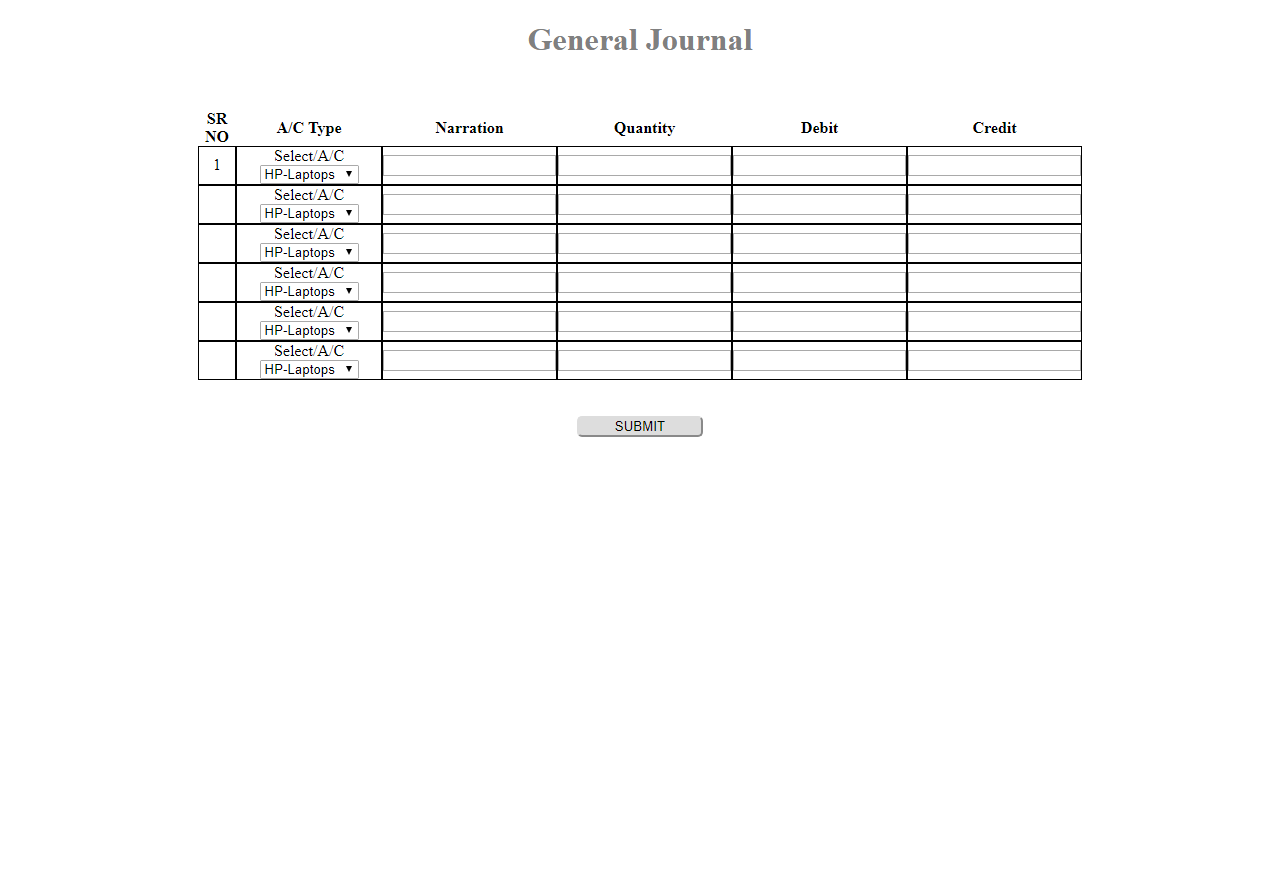 General Journal
SR NO A/C Type Narration Quantity Debit Credit
1 Select/A/C
HP-Laptops
Select/A/C
HP-Laptops
Select/A/C
HP-Laptops
Select/A/C
HP-Laptops
Select/A/C
HP-Laptops
Select/A/C
HP-Laptops
SUBMIT